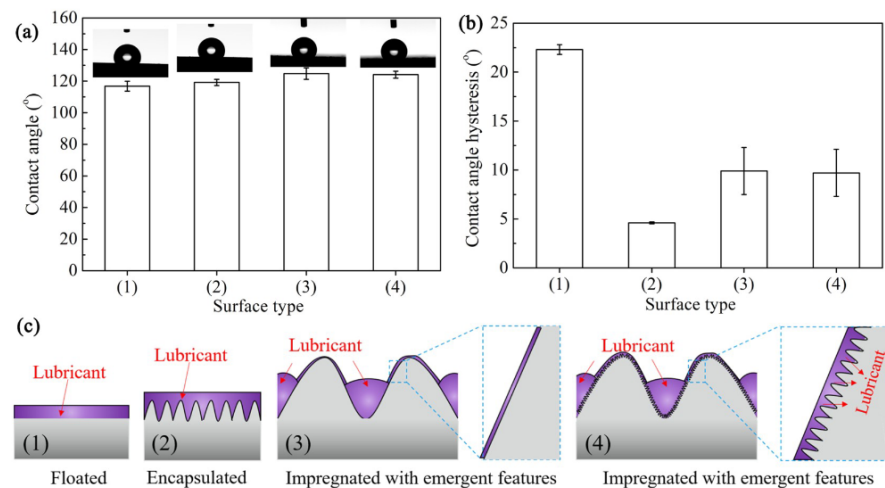 (a)
160
140
120
100
80
60
40
20
0
Contact angle (°)
(1) (2) (3) (4)
Surface type
(b)
25
20
15
10
5
0
Contact angle hysteresis (°)
(1) (2) (3) (4)
Surface type
(c)
Lubricant
(1)
Floated
Lubricant
(2)
Encapsulated
Lubricant
(3)
Impregnated with emergent features
Lubricant
(4)
Lubricant
Impregnated with emergent features